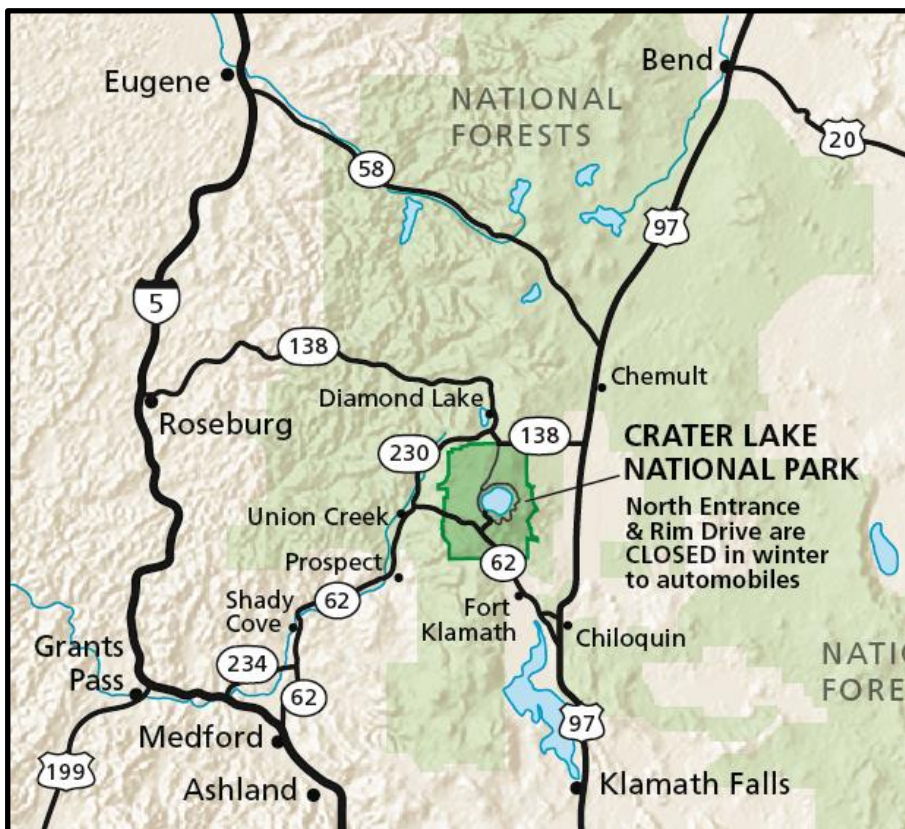 Eugene
Bend
NATIONAL
FORESTS
20
58
97
5
138
Chemult
Diamond Lake
Roseburg
138
CRATER LAKE
NATIONAL PARK
230
North Entrance
& Rim Drive are
CLOSED in winter
to automobiles
Union Creek
Prospect
62
62
Fort
Klamath
Shady
Cove
Chiloquin
Grants
Pass
234
62
NATI
FORE
97
Medford
199
Ashland
Klamath Falls